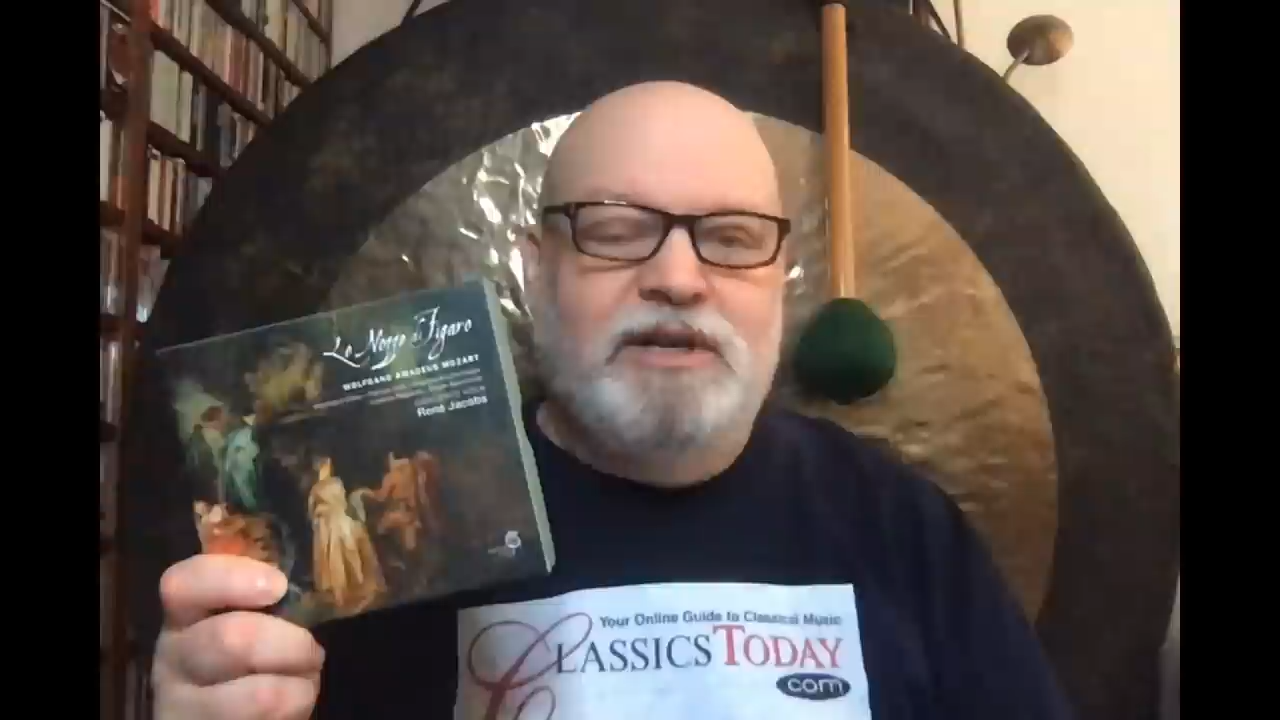 Le Nozze di Figaro
WOLFGANG AMADEUS MOZART
René Jacobs
Your Online Guide to Classical Music
CLASSICSTODAY
com